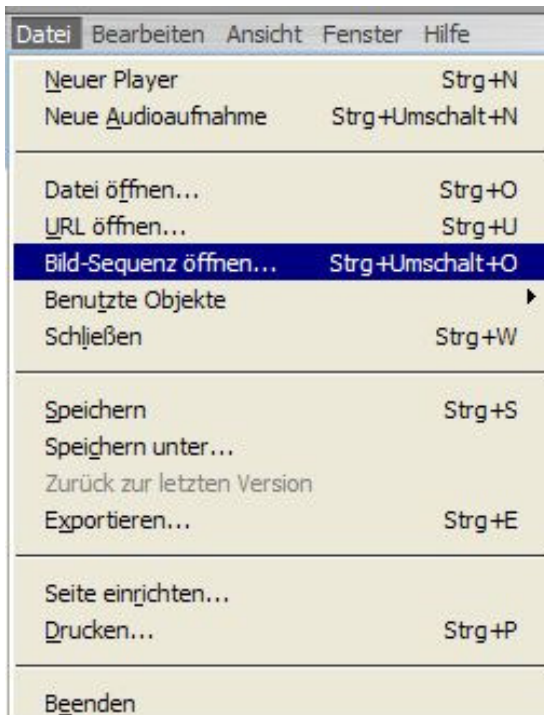 Datei Bearbeiten Ansicht Fenster Hilfe
Neuer Player Strg+N
Neue Audioaufnahme Strg+Umschalt+N
Datei öffnen... Strg+O
URL öffnen... Strg+U
Bild-Sequenz öffnen... Strg+Umschalt+O
Benutzte Objekte
Schließen Strg+W
Speichern Strg+S
Speichern unter...
Zurück zur letzten Version
Exportieren... Strg+E
Seite einrichten...
Drucken... Strg+P
Beenden